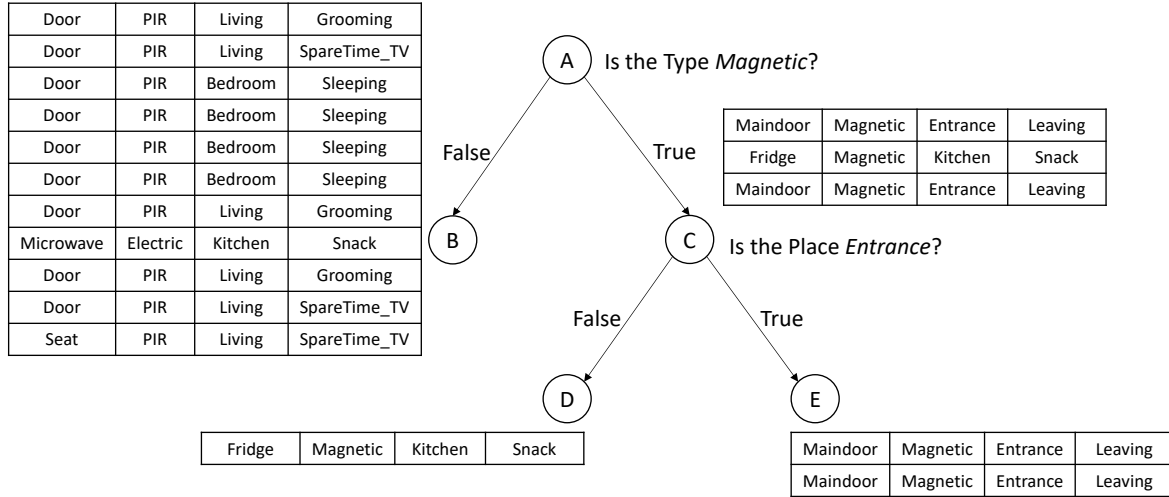 Door PIR Living Grooming
Door PIR Living SpareTime_TV
Door PIR Bedroom Sleeping
Door PIR Bedroom Sleeping
Door PIR Bedroom Sleeping
Door PIR Bedroom Sleeping
Door PIR Living Grooming
Microwave Electric Kitchen Snack
Door PIR Living Grooming
Door PIR Living SpareTime_TV
Seat PIR Living SpareTime_TV
A Is the Type Magnetic?
False True
Maindoor Magnetic Entrance Leaving
Fridge Magnetic Kitchen Snack
Maindoor Magnetic Entrance Leaving
B C Is the Place Entrance?
False True
D E
Fridge Magnetic Kitchen Snack
Maindoor Magnetic Entrance Leaving
Maindoor Magnetic Entrance Leaving